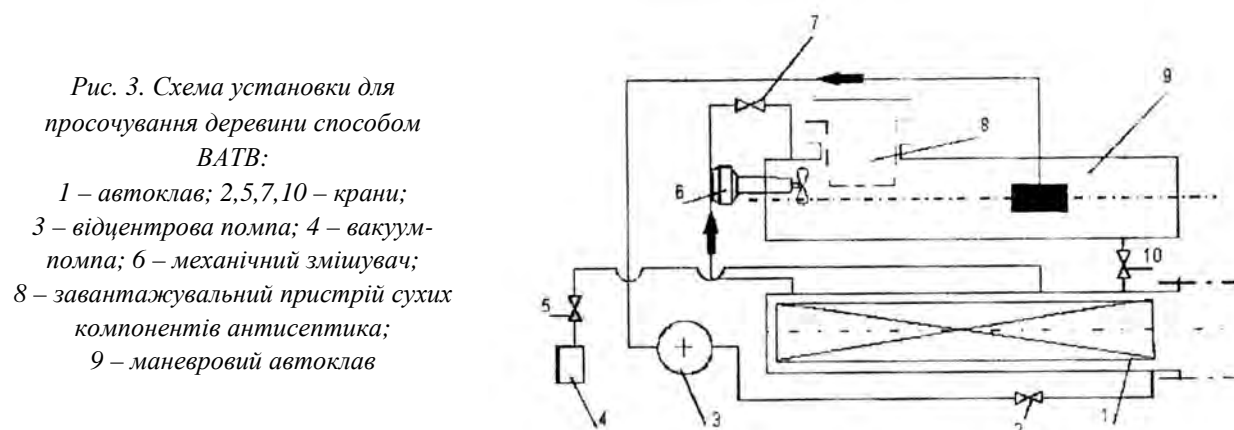 Рис. 3. Схема установки для
просочування деревини способом
ВАТВ:
1 – автоклав; 2,5,7,10 – крани;
3 – відцентрова помпа; 4 – вакуум-
помпа; 6 – механічний змішувач;
8 – завантажувальний пристрій сухих
компонентів антисептика;
9 – маневровий автоклав
7
9
8
6
10
5
4
3
2
1